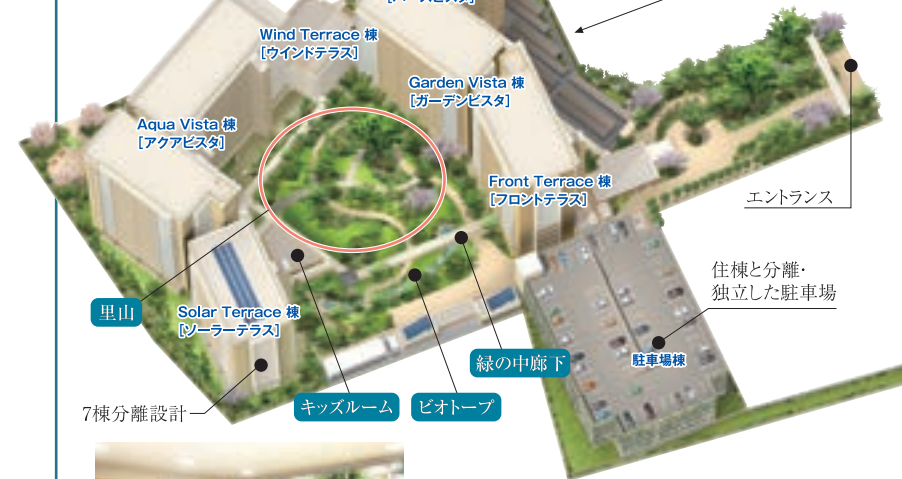 Wind Terrace 棟
[ウインドテラス]
Garden Vista 棟
[ガーデンビスタ]
Aqua Vista 棟
[アクアビスタ]
Front Terrace 棟
[フロントテラス]
エントランス
住棟と分離・
独立した駐車場
里山
Solar Terrace 棟
[ソーラーテラス]
緑の中廊下
駐車場棟
7棟分離設計
キッズルーム
ビオトープ